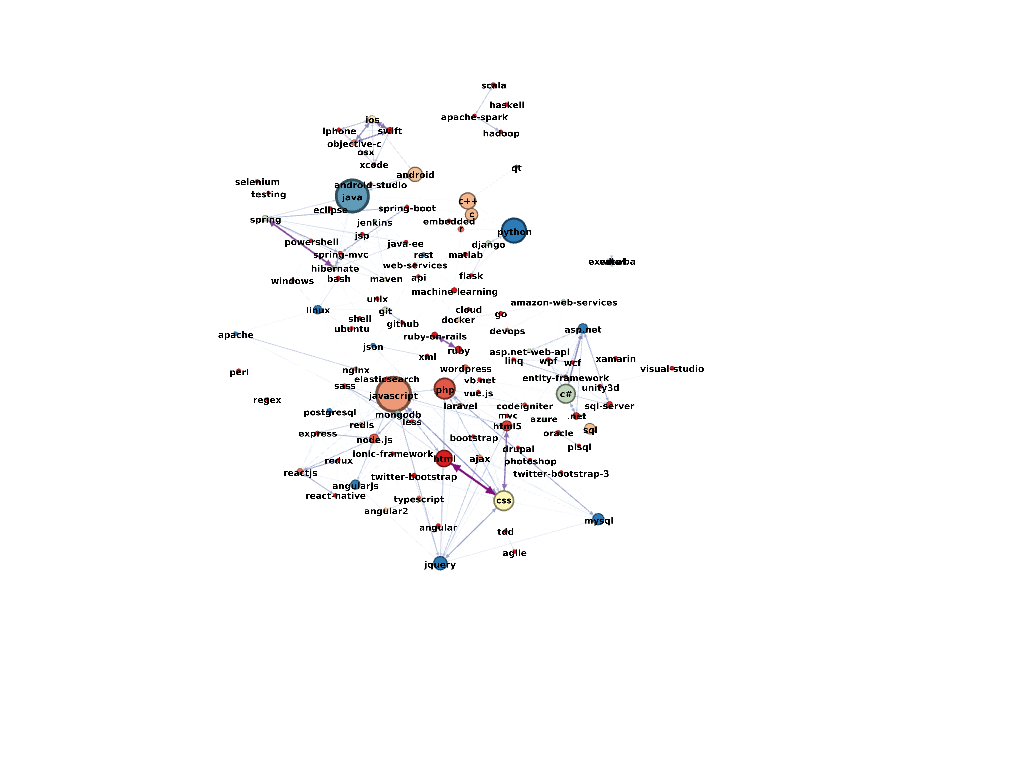 scala
haskell
apache-spark
hadoop
ios
iphone
swift
objective-c
osx
xcode
android
qt
selenium
testing
android-studio
java
c++
c
eclipse
spring-boot
spring
jenkins
embedded
r
python
jsp
powershell
java-ee
django
spring-mvc
rest
matlab
hibernate
web-services
windows
bash
maven
api
flask
machine-learning
unix
linux
git
cloud
go
amazon-web-services
shell
github
docker
ubuntu
devops
asp.net
apache
ruby-on-rails
json
ruby
xml
asp.net-web-api
linq
wpf
wcf
xamarin
perl
nginx
wordpress
visual-studio
elasticsearch
vb.net
entity-framework
sass
javascript
php
vue.js
c#
unity3d
regex
postgresql
mongodb
laravel
codeigniter
sql-server
redis
less
mvc
html5
azure
.net
express
node.js
bootstrap
oracle
sql
ionic-framework
drupal
plsql
redux
html
ajax
photoshop
reactjs
twitter-bootstrap
twitter-bootstrap-3
angularjs
react-native
typescript
css
angular2
mysql
angular
tdd
agile
jquery